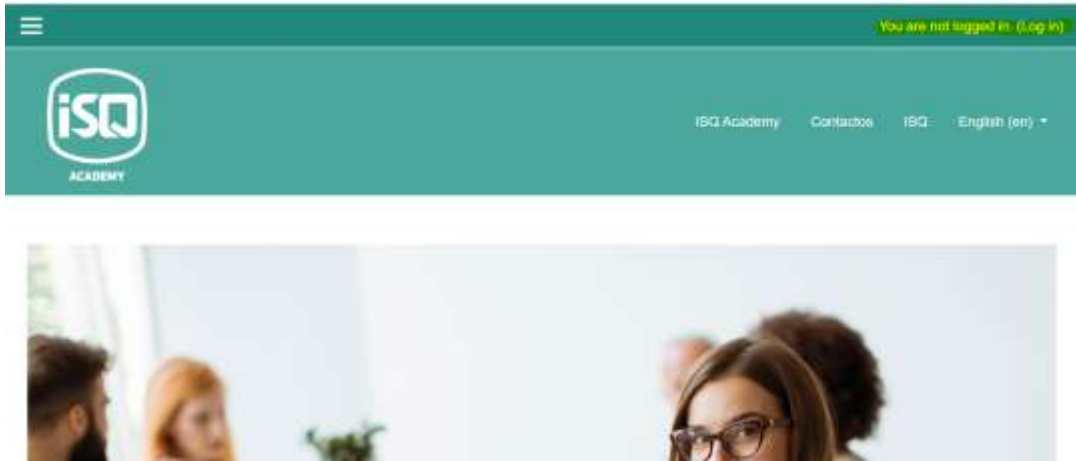 You are not logged in. (Log in)
iSQ
ACADEMY
ISQ Academy Contactos ISQ English (en)